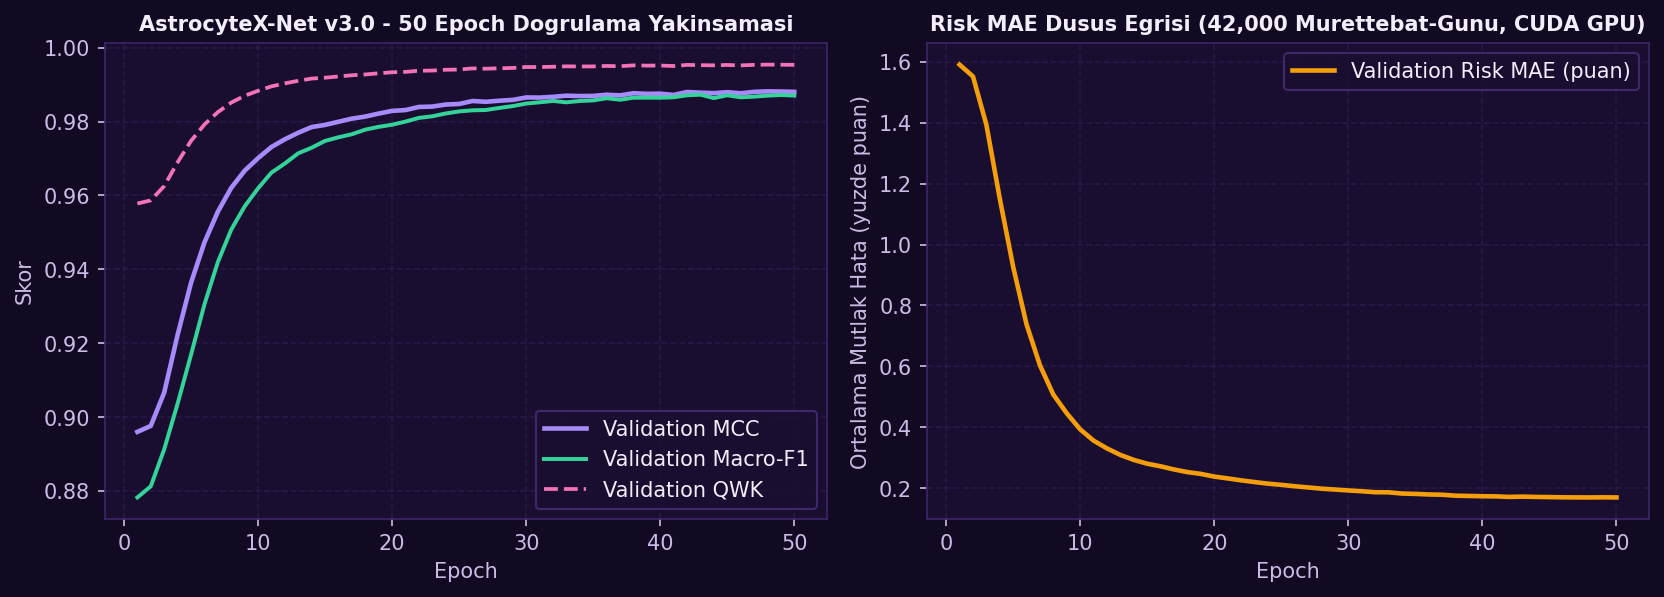 AstrocyteX-Net v3.0 - 50 Epoch Dogrulama Yakinsamasi
Skor
1.00
0.98
0.96
0.94
0.92
0.90
0.88
Validation MCC
Validation Macro-F1
Validation QWK
0 10 20 30 40 50
Epoch
Risk MAE Dusus Egrisi (42,000 Murettebat-Gunu, CUDA GPU)
Ortalama Mutlak Hata (yuzde puan)
1.6
1.4
1.2
1.0
0.8
0.6
0.4
0.2
Validation Risk MAE (puan)
0 10 20 30 40 50
Epoch